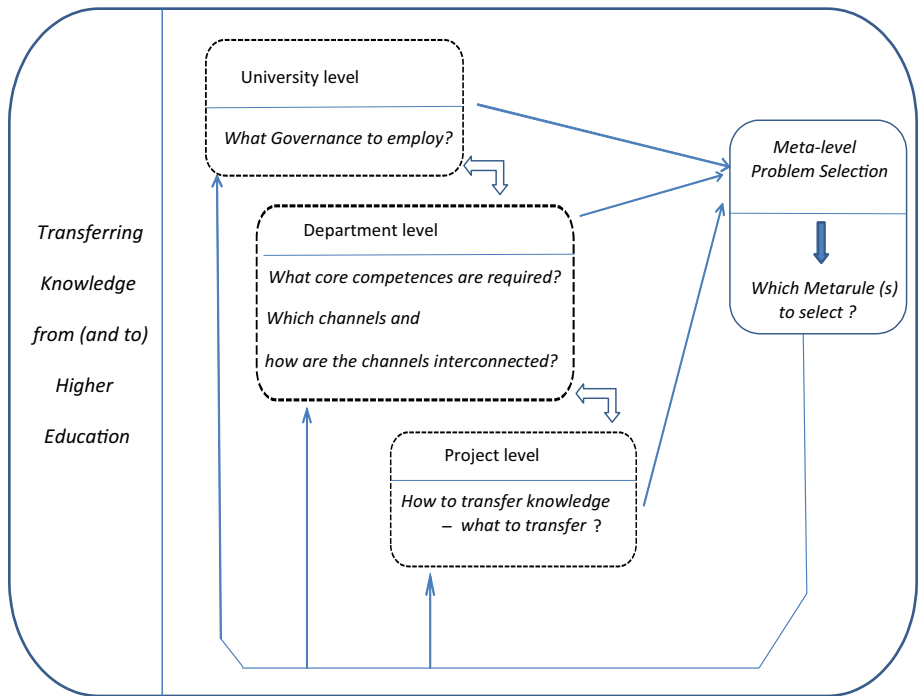 Transferring
Knowledge
from (and to)
Higher
Education
University level
What Governance to employ?
Department level
What core competences are required?
Which channels and
how are the channels interconnected?
Project level
How to transfer knowledge
– what to transfer ?
Meta-level
Problem Selection
Which Metarule (s)
to select ?